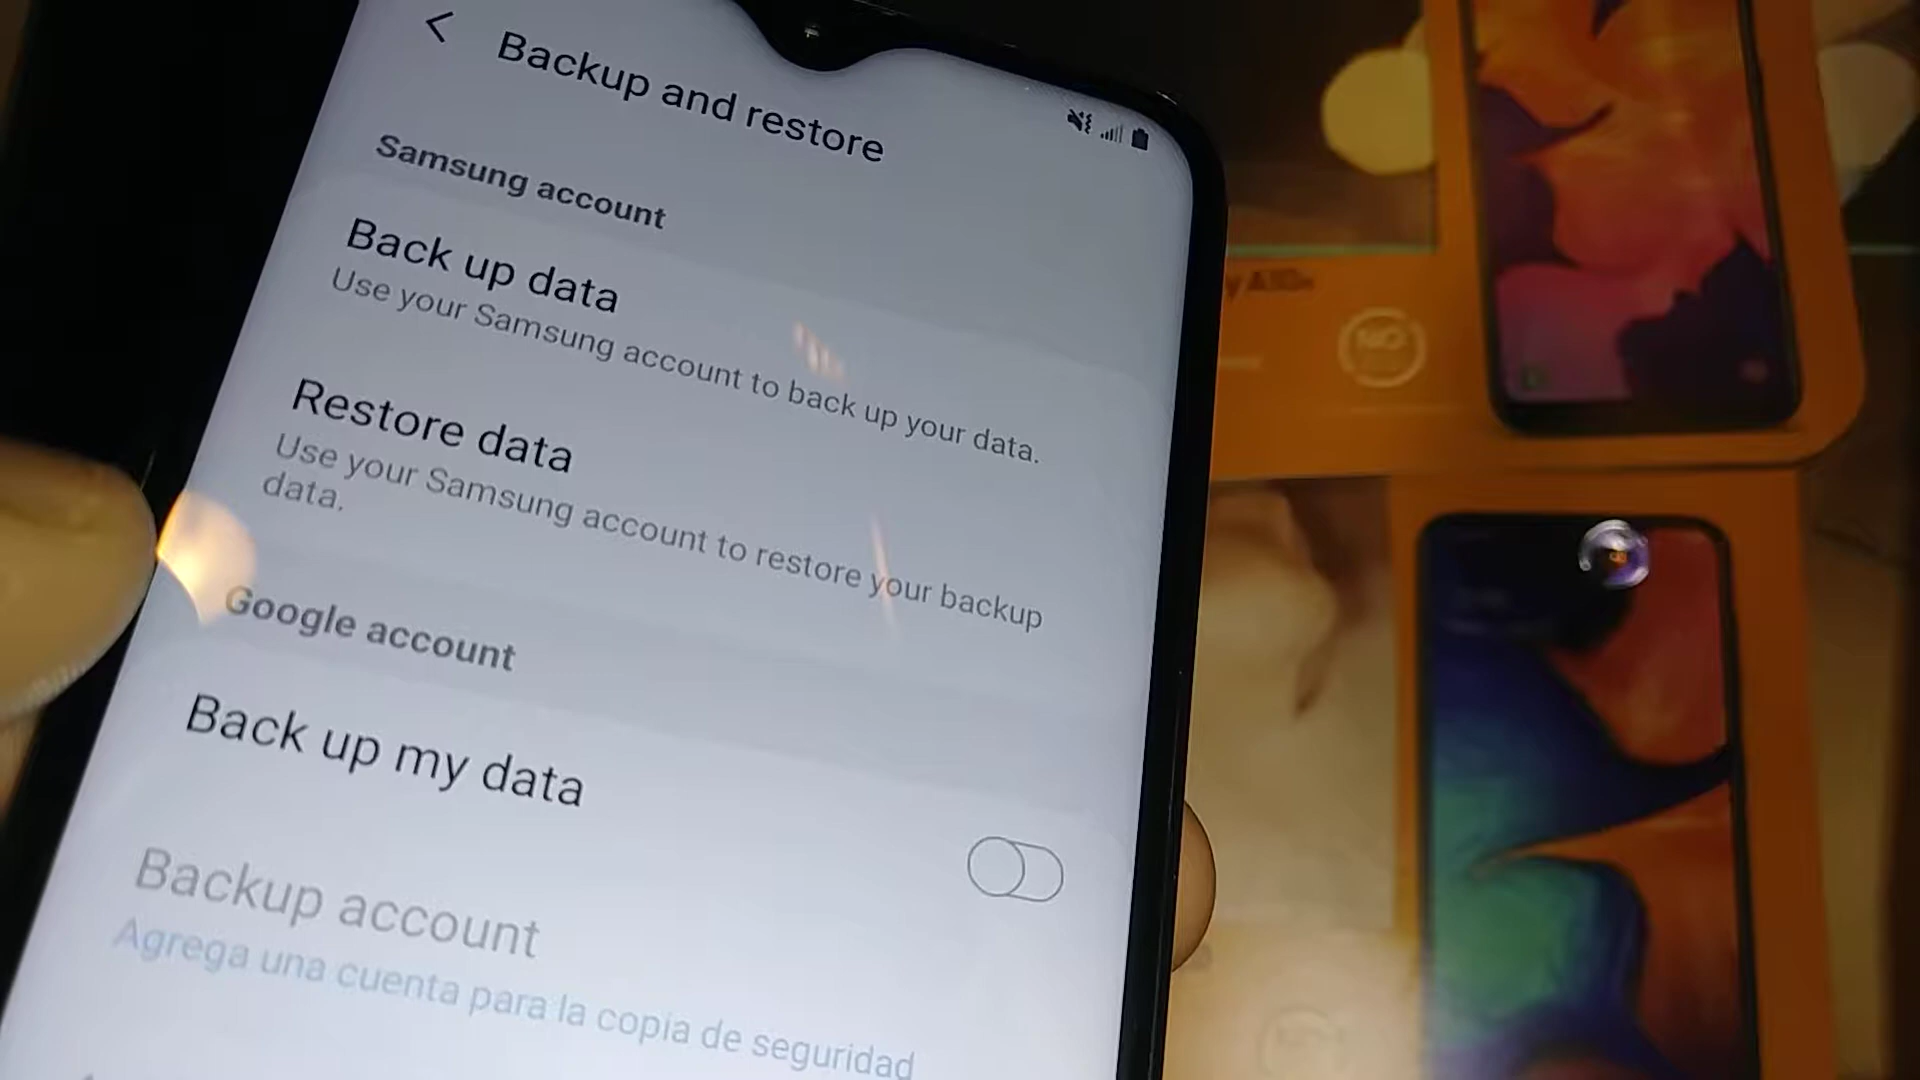 Backup and restore
Samsung account
Back up data
Use your Samsung account to back up your data.
Restore data
Use your Samsung account to restore your backup
data.
Google account
Back up my data
Backup account
Agrega una cuenta para la copia de seguridad